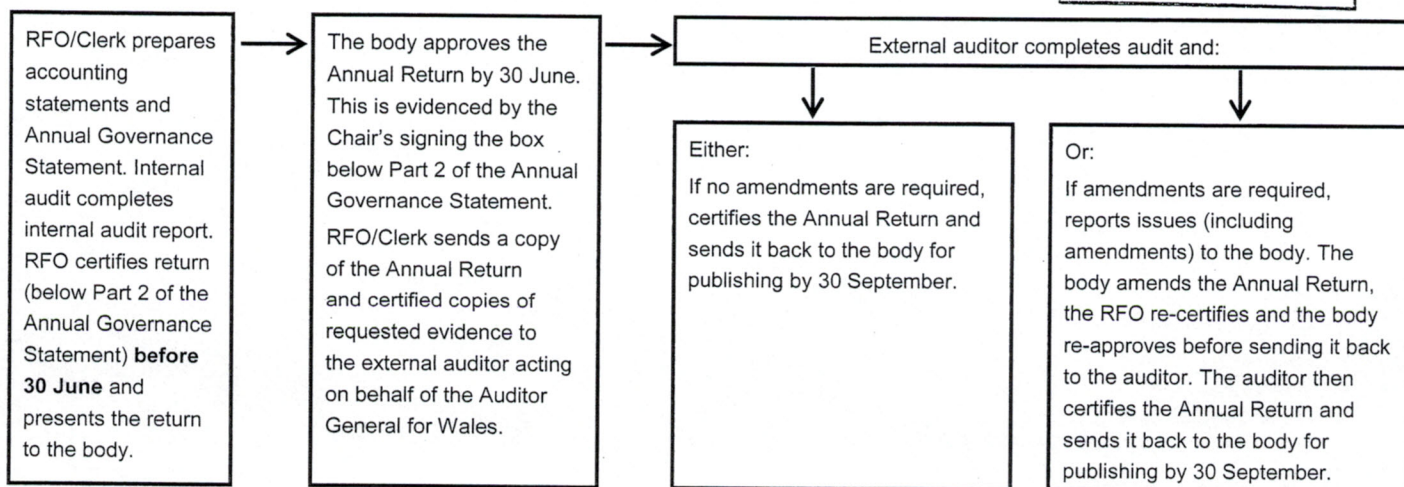 RFO/Clerk prepares
accounting
statements and
Annual Governance
Statement. Internal
audit completes
internal audit report.
RFO certifies return
(below Part 2 of the
Annual Governance
Statement) before
30 June and
presents the return
to the body.
The body approves the
Annual Return by 30 June.
This is evidenced by the
Chair's signing the box
below Part 2 of the Annual
Governance Statement.
RFO/Clerk sends a copy
of the Annual Return
and certified copies of
requested evidence to
the external auditor acting
on behalf of the Auditor
General for Wales.
External auditor completes audit and:
Either:
If no amendments are required,
certifies the Annual Return and
sends it back to the body for
publishing by 30 September.
Or:
If amendments are required,
reports issues (including
amendments) to the body. The
body amends the Annual Return,
the RFO re-certifies and the body
re-approves before sending it back
to the auditor. The auditor then
certifies the Annual Return and
sends it back to the body for
publishing by 30 September.